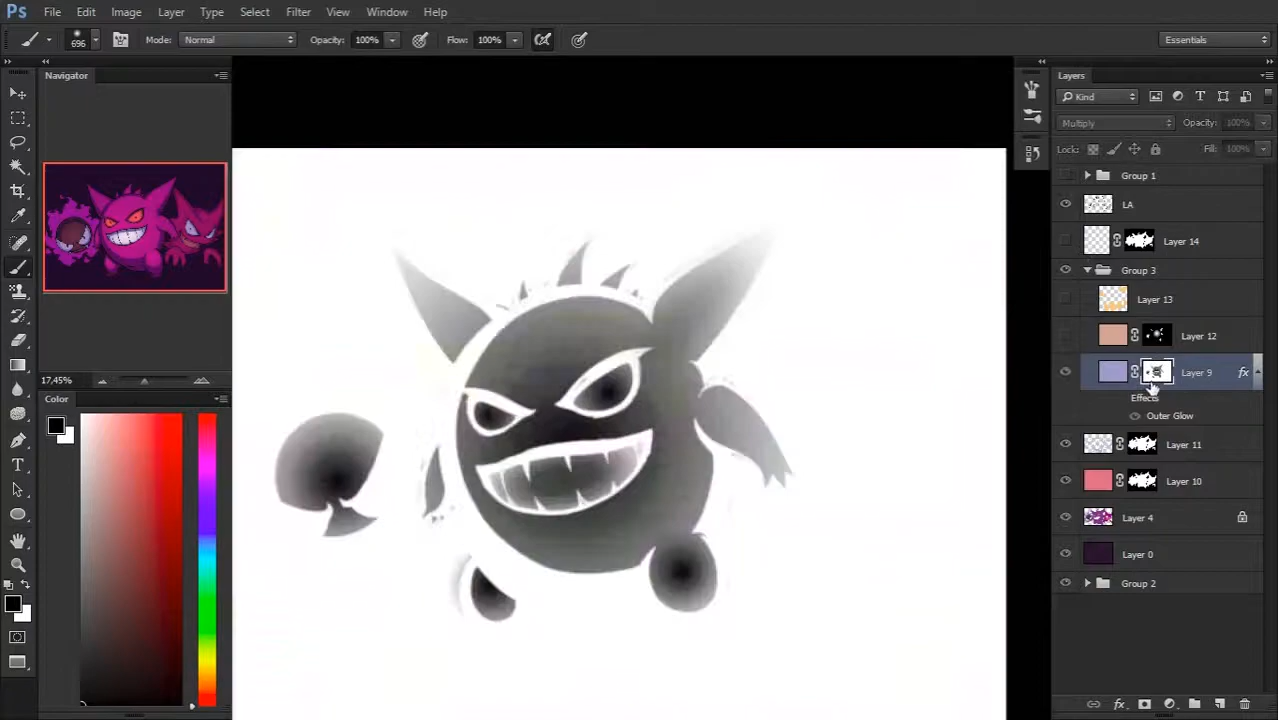 Ps File Edit Image Layer Type Select Filter View Window Help
696 Mode: Normal Opacity: 100% Flow: 100% Essentials
Navigator
Layers
Kind
Multiply Opacity: 100%
Lock: Fill: 100%
Group 1
LA
Layer 14
Group 3
Layer 13
Layer 12
Layer 9 fx
Effects
Outer Glow
Layer 11
Layer 10
Layer 4
Layer 0
Group 2
17,45%
Color